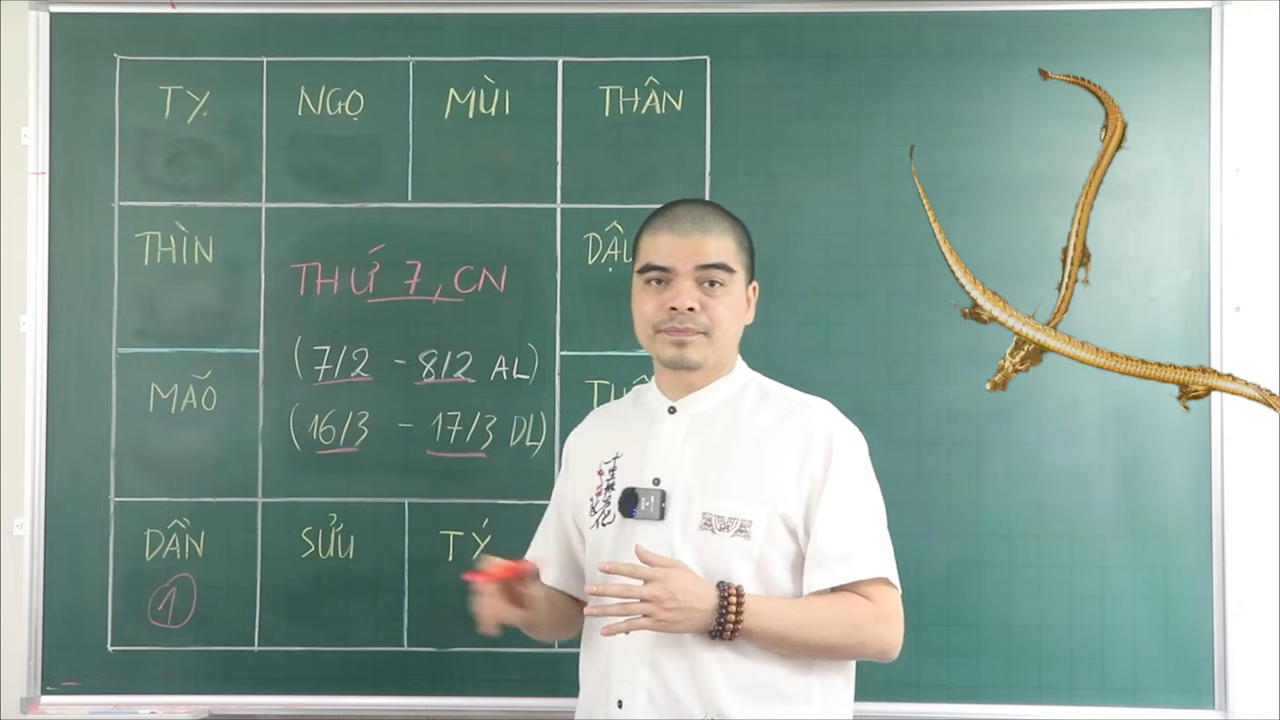 TỴ NGỌ MÙI THÂN
THÌN
THỨ 7, CN
MÃO
(7/2 - 8/2 AL)
(16/3 - 17/3 DL)
DẦN SỬU TÝ
1